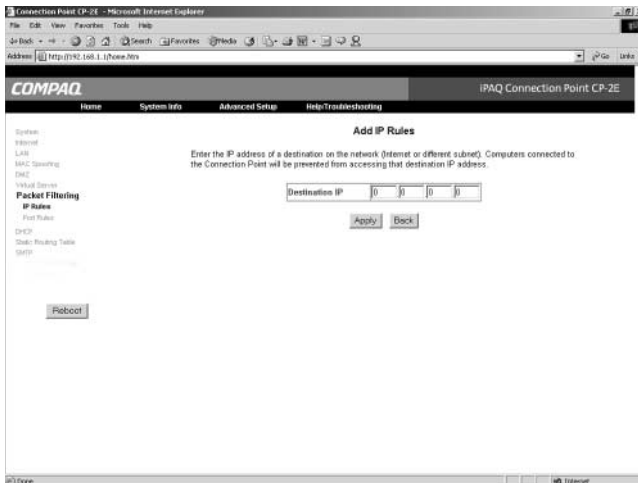 Connection Point CP-2E - Microsoft Internet Explorer
File Edit View Favorites Tools Help
Back Search Favorites Media
Address http://192.168.1.1/home.htm Go Links
COMPAQ
iPAQ Connection Point CP-2E
Home System Info Advanced Setup Help/Troubleshooting
Add IP Rules
Enter the IP address of a destination on the network (Internet or different subnet). Computers connected to
the Connection Point will be prevented from accessing that destination IP address.
Destination IP 0 0 0 0
Apply Back
System
Internet
LAN
MAC Spoofing
DMZ
Virtual Server
Packet Filtering
IP Rules
Port Rules
DHCP
Static Routing Table
SNTP
Reboot
Done Internet